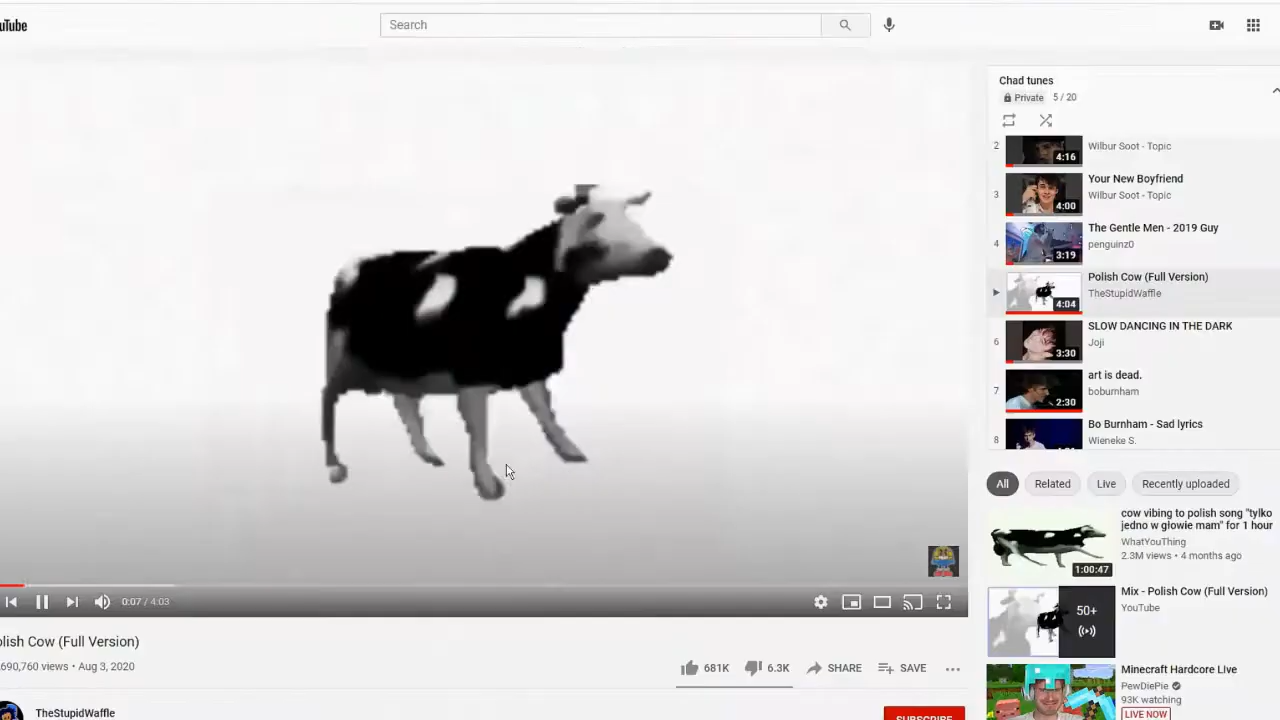 uTube
Search
Chad tunes
Private 5 / 20
2
4:16
Wilbur Soot - Topic
3
4:00
Your New Boyfriend
Wilbur Soot - Topic
4
3:19
The Gentle Men - 2019 Guy
penguinz0
4:04
Polish Cow (Full Version)
TheStupidWaffle
6
3:30
SLOW DANCING IN THE DARK
Joji
7
2:30
art is dead.
boburnham
8
Bo Burnham - Sad lyrics
Wieneke S.
All Related Live Recently uploaded
1:00:47
cow vibing to polish song "tylko
jedno w głowie mam" for 1 hour
WhatYouThing
2.3M views • 4 months ago
50+
Mix - Polish Cow (Full Version)
YouTube
Minecraft Hardcore Live
PewDiePie
93K watching
LIVE NOW
0:07 / 4:03
olish Cow (Full Version)
690,760 views • Aug 3, 2020
681K 6.3K SHARE SAVE
TheStupidWaffle
SUBSCRIBE